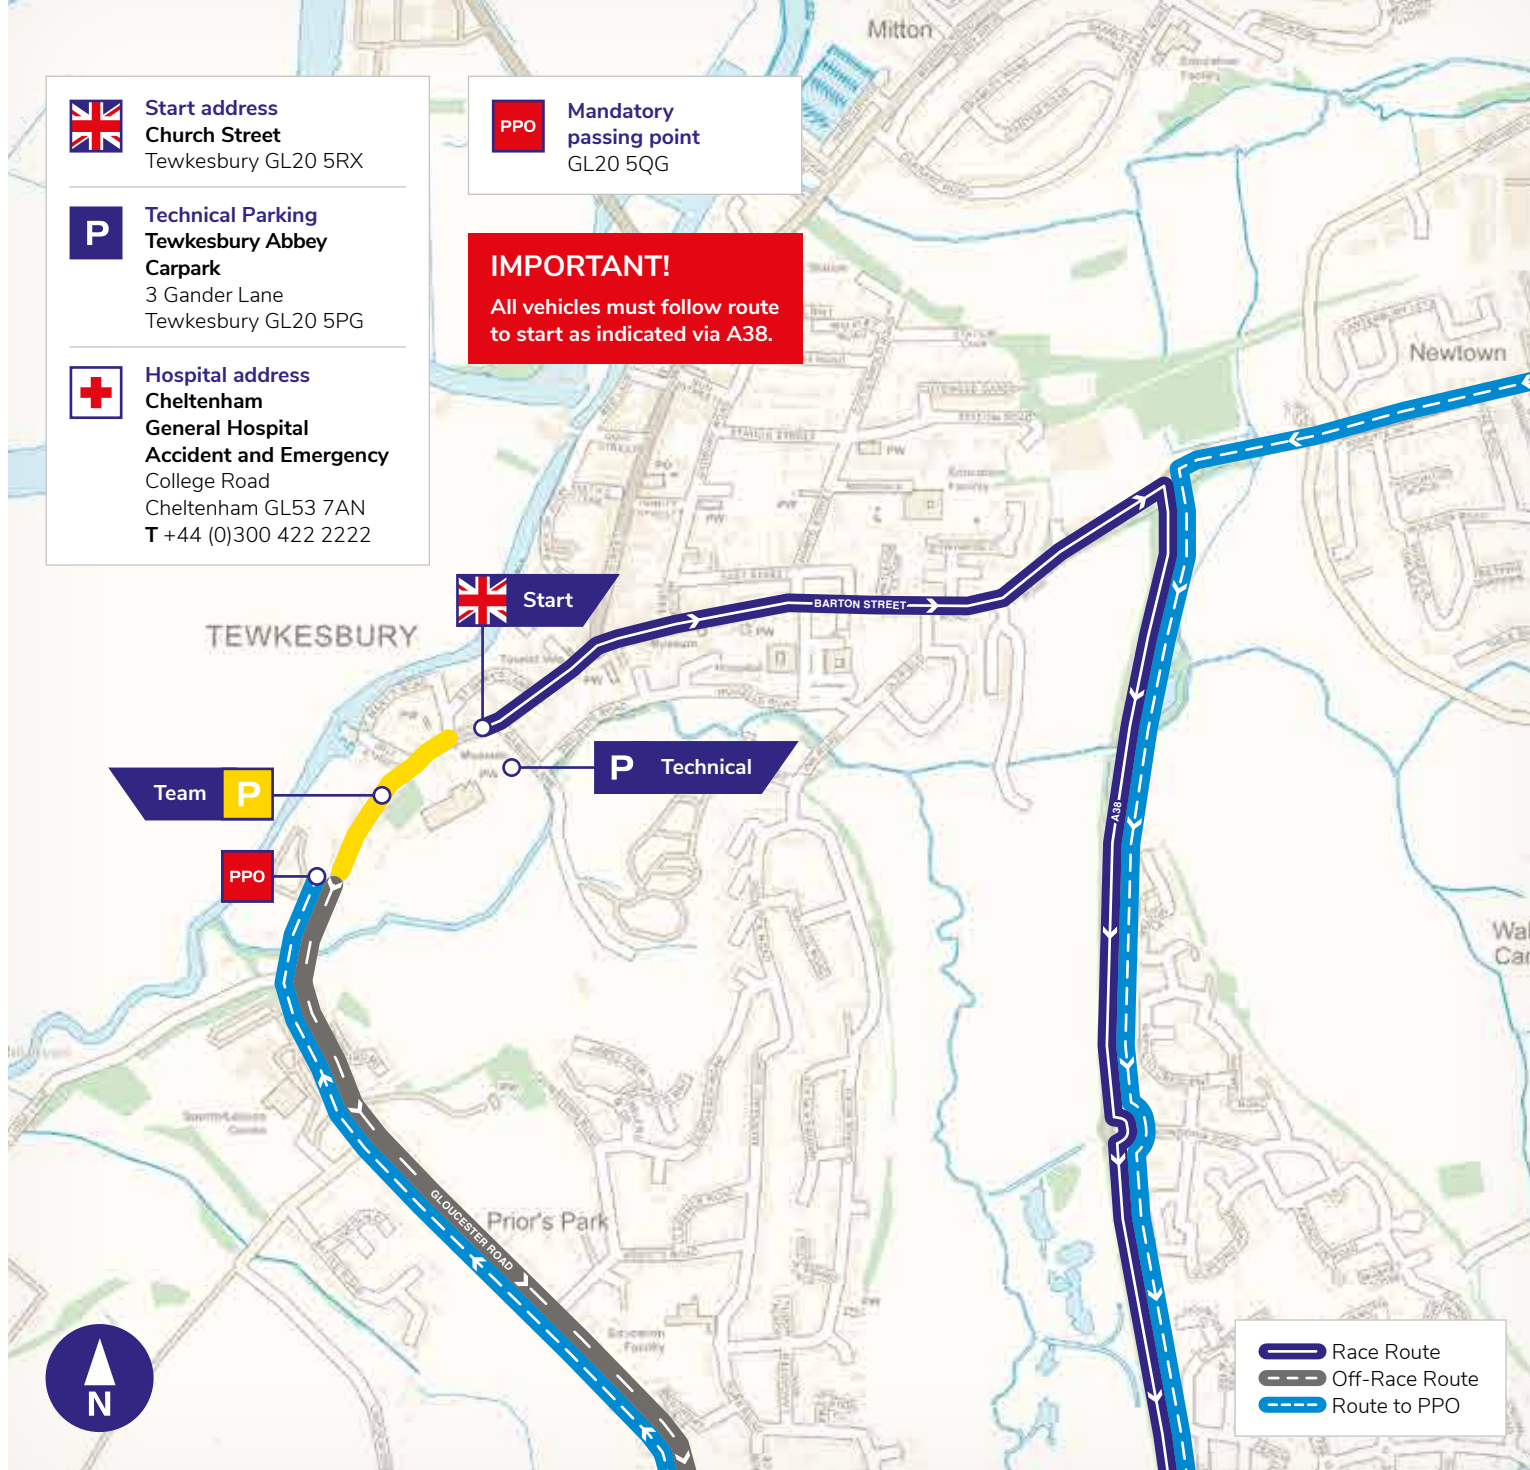 Start address
Church Street
Tewkesbury GL20 5RX
P
Technical Parking
Tewkesbury Abbey
Carpark
3 Gander Lane
Tewkesbury GL20 5PG
Hospital address
Cheltenham
General Hospital
Accident and Emergency
College Road
Cheltenham GL53 7AN
T +44 (0)300 422 2222
PPO
Mandatory
passing point
GL20 5QG
IMPORTANT!
All vehicles must follow route
to start as indicated via A38.
Mitton
Newtown
TEWKESBURY
Start
BARTON STREET
P Technical
Team P
PPO
A38
GLOUCESTER ROAD
Prior's Park
Education
Facility
PW
N
Race Route
Off-Race Route
Route to PPO